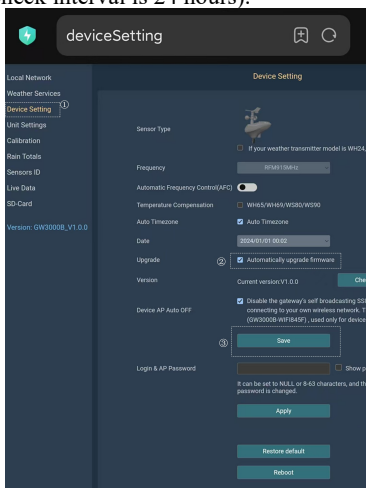 check interval is 24 hours).
deviceSetting
Local Network
Device Setting
Weather Services
Device Setting ①
Unit Settings
Calibration
Rain Totals
Sensors ID
Live Data
SD-Card
Version: GW3000B_V1.0.0
Sensor Type
If your weather transmitter model is WH24,
Frequency RFM915MHz
Automatic Frequency Control(AFC)
Temperature Compensation WH65/WH69/WS80/WS90
Auto Timezone Auto Timezone
Date 2024/01/01 00:02
Upgrade ② Automatically upgrade firmware
Version Current version:V1.0.0
Device AP Auto OFF Disable the gateway's self broadcasting
connecting to your own wireless network.
(GW3000B-WIFI845F) , used only for device
③ Save
Login & AP Password Show
It can be set to NULL or 8-63 characters, and
password is changed.
Apply
Restore default
Reboot